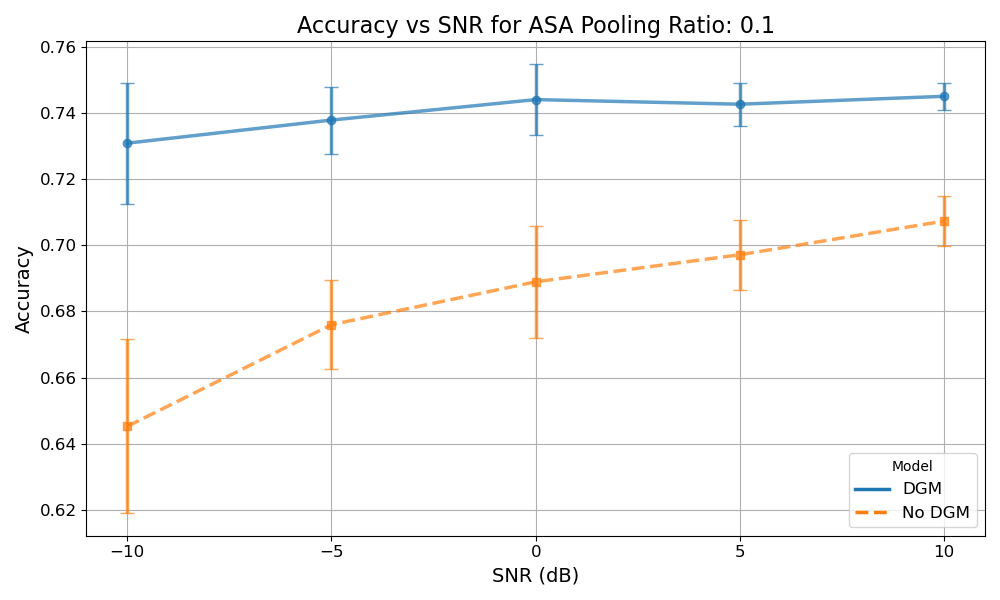 Accuracy vs SNR for ASA Pooling Ratio: 0.1
0.76
0.74
0.72
0.70
0.68
0.66
0.64
0.62
Accuracy
Model
DGM
No DGM
−10
−5
0
5
10
SNR (dB)